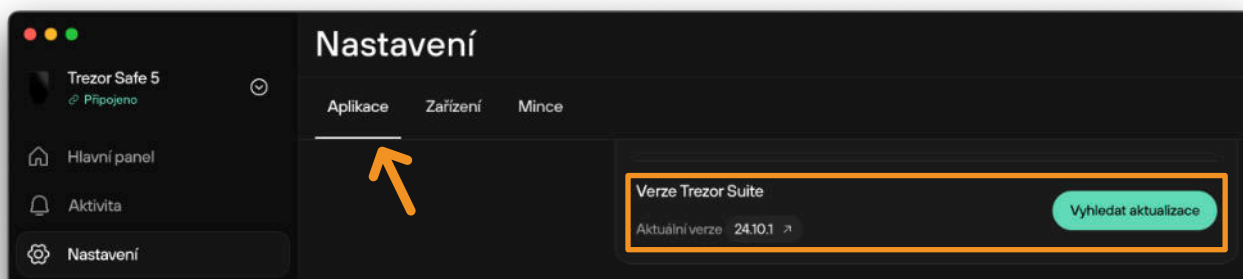 Nastavení
Trezor Safe 5
Připojeno
Aplikace Zařízení Mince
Hlavní panel
Aktivita
Nastavení
Verze Trezor Suite
Aktuální verze 24.10.1
Vyhledat aktualizace